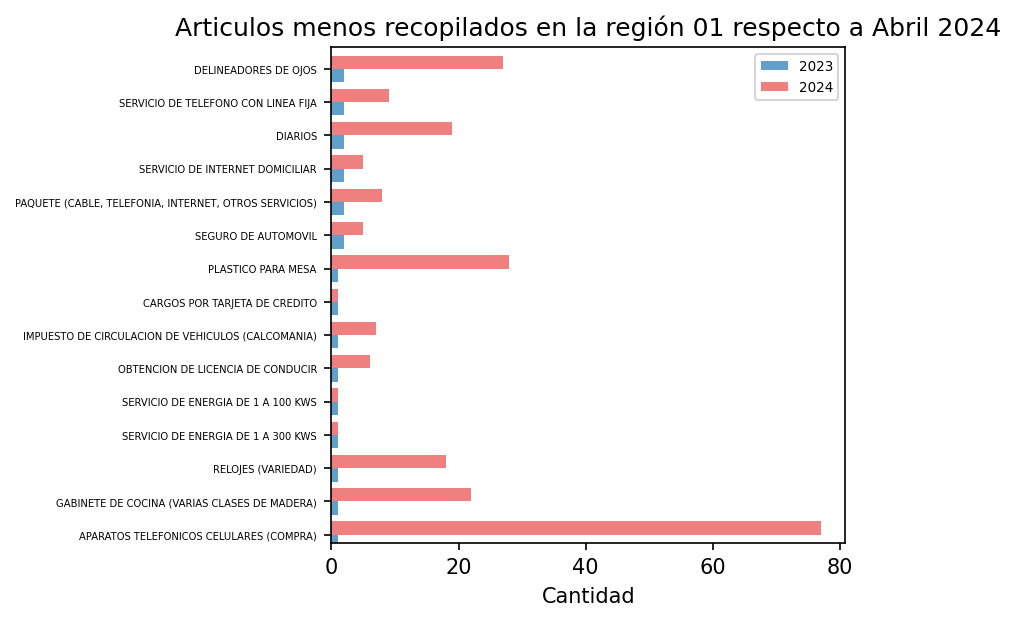 Articulos menos recopilados en la región 01 respecto a Abril 2024
2023
2024
DELINEADORES DE OJOS
SERVICIO DE TELEFONO CON LINEA FIJA
DIARIOS
SERVICIO DE INTERNET DOMICILIAR
PAQUETE (CABLE, TELEFONIA, INTERNET, OTROS SERVICIOS)
SEGURO DE AUTOMOVIL
PLASTICO PARA MESA
CARGOS POR TARJETA DE CREDITO
IMPUESTO DE CIRCULACION DE VEHICULOS (CALCOMANIA)
OBTENCION DE LICENCIA DE CONDUCIR
SERVICIO DE ENERGIA DE 1 A 100 KWS
SERVICIO DE ENERGIA DE 1 A 300 KWS
RELOJES (VARIEDAD)
GABINETE DE COCINA (VARIAS CLASES DE MADERA)
APARATOS TELEFONICOS CELULARES (COMPRA)
0 20 40 60 80
Cantidad